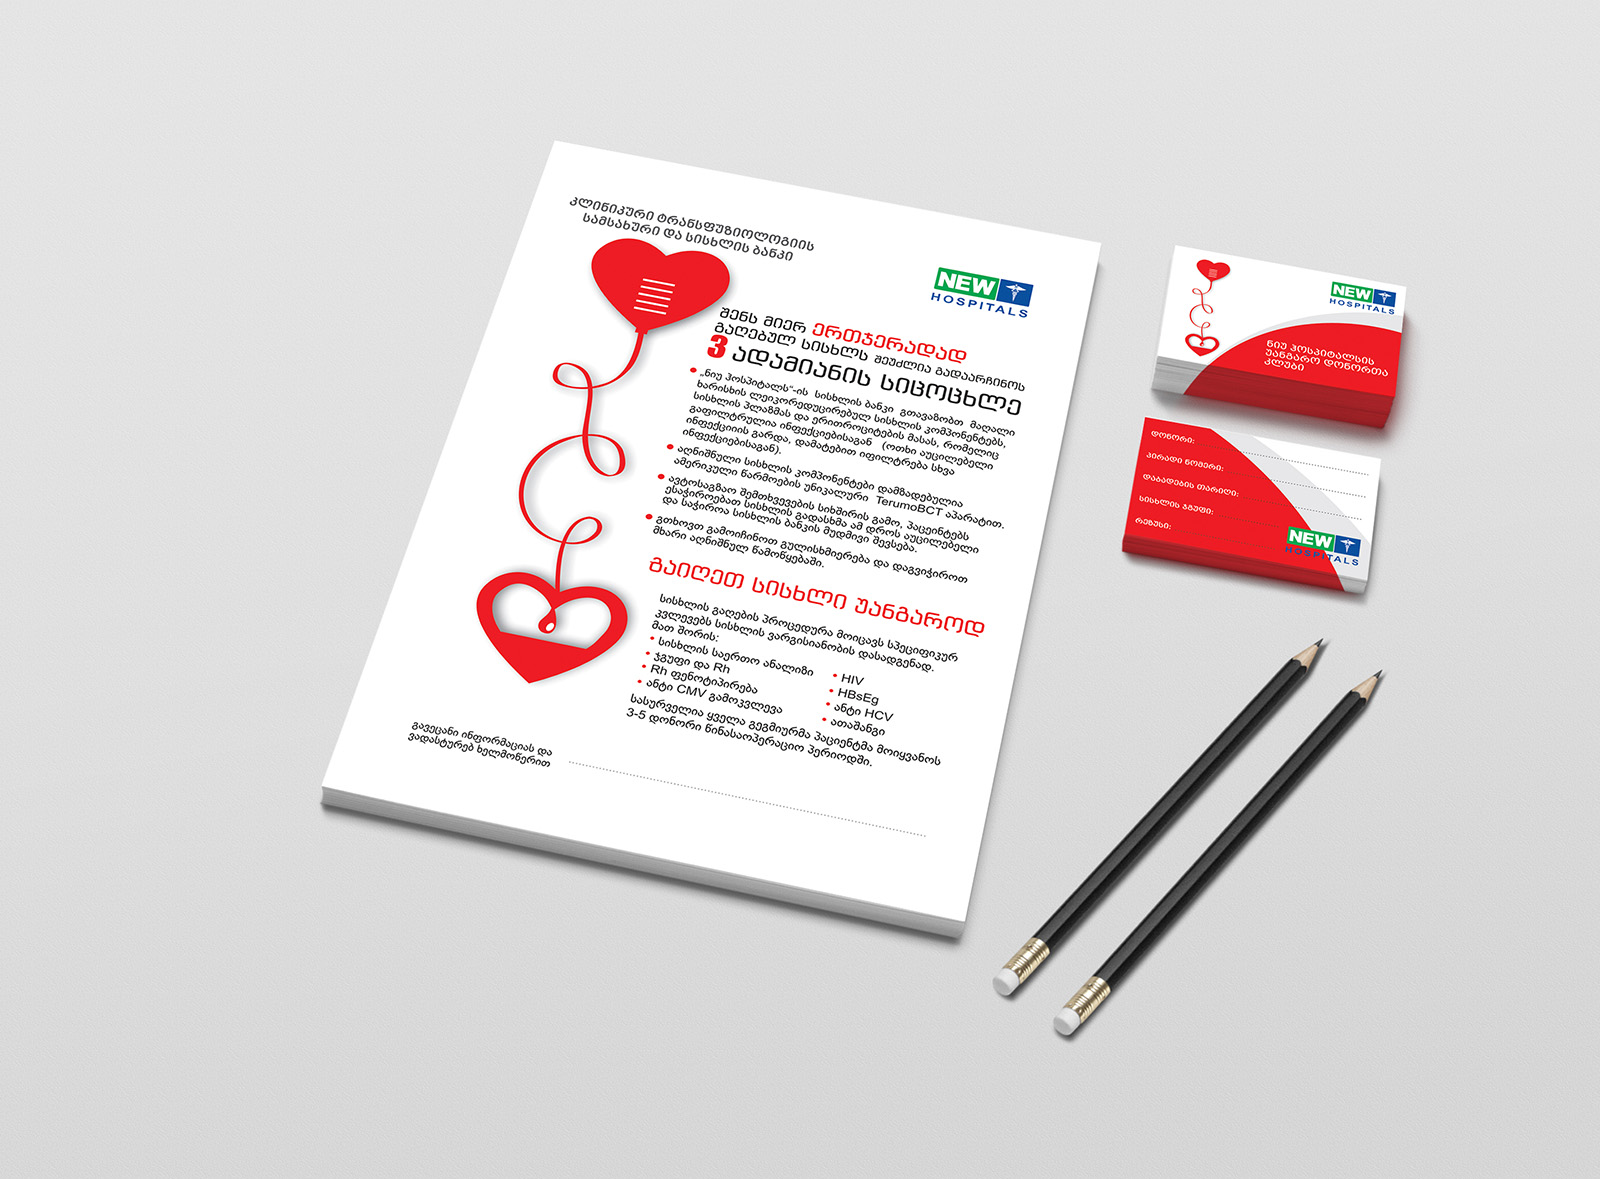 კლინიკური ტრანსფუზიოლოგიის
სამსახური და სისხლის ბანკი
NEW
HOSPITALS
შენს მიერ ერთჯერადად
გაღებულ სისხლს შეუძლია გადაარჩინოს
3 ადამიანის სიცოცხლე
„ნიუ ჰოსპიტალს“-ის სისხლის ბანკი გთავაზობთ მაღალი
ხარისხის ლეიკორედუცირებულ სისხლის კომპონენტებს,
სისხლის პლაზმას და ერითროციტების მასას, რომელიც
გაფილტრულია ინფექციებისაგან (ოთხი აუცილებელი
ინფექციიის გარდა, დამატებით იფილტრება სხვა
ინფექციებისაგან).
აღნიშნული სისხლის კომპონენტები დამზადებულია
ამერიკული წარმოების უნიკალური TerumoBCT აპარატით.
ავტოსაგზაო შემთხვევების სიხშირის გამო, პაციენტებს
ესაჭიროებათ სისხლის გადასხმა ამ დროს აუცილებელი
და საჭიროა სისხლის ბანკის მუდმივი შევსება.
გთხოვთ გამოიჩინოთ გულისხმიერება და დაგვიჭიროთ
მხარი აღნიშნულ წამოწყებაში.
გაიღეთ სისხლი უანგაროდ
სისხლის გაღების პროცედურა მოიცავს სპეციფიკურ
კვლევებს სისხლის ვარგისიანობის დასადგენად.
მათ შორის:
სისხლის საერთო ანალიზი
ჯგუფი და Rh
Rh ფენოტიპირება
ანტი CMV გამოკვლევა
HIV
HBsEg
ანტი HCV
ათაშანგი
სასურველია ყველა გეგმიურმა პაციენტმა მოიყვანოს
3-5 დონორი წინასაოპერაციო პერიოდში.
გავეცანი ინფორმაციას და
ვადასტურებ ხელმოწერით
NEW
HOSPITALS
ნიუ ჰოსპიტალსის
უანგარო დონორთა
კლუბი
დონორი:
პირადი ნომერი:
დაბადების თარიღი:
სისხლის ჯგუფი:
რეზუსი:
NEW
HOSPITALS